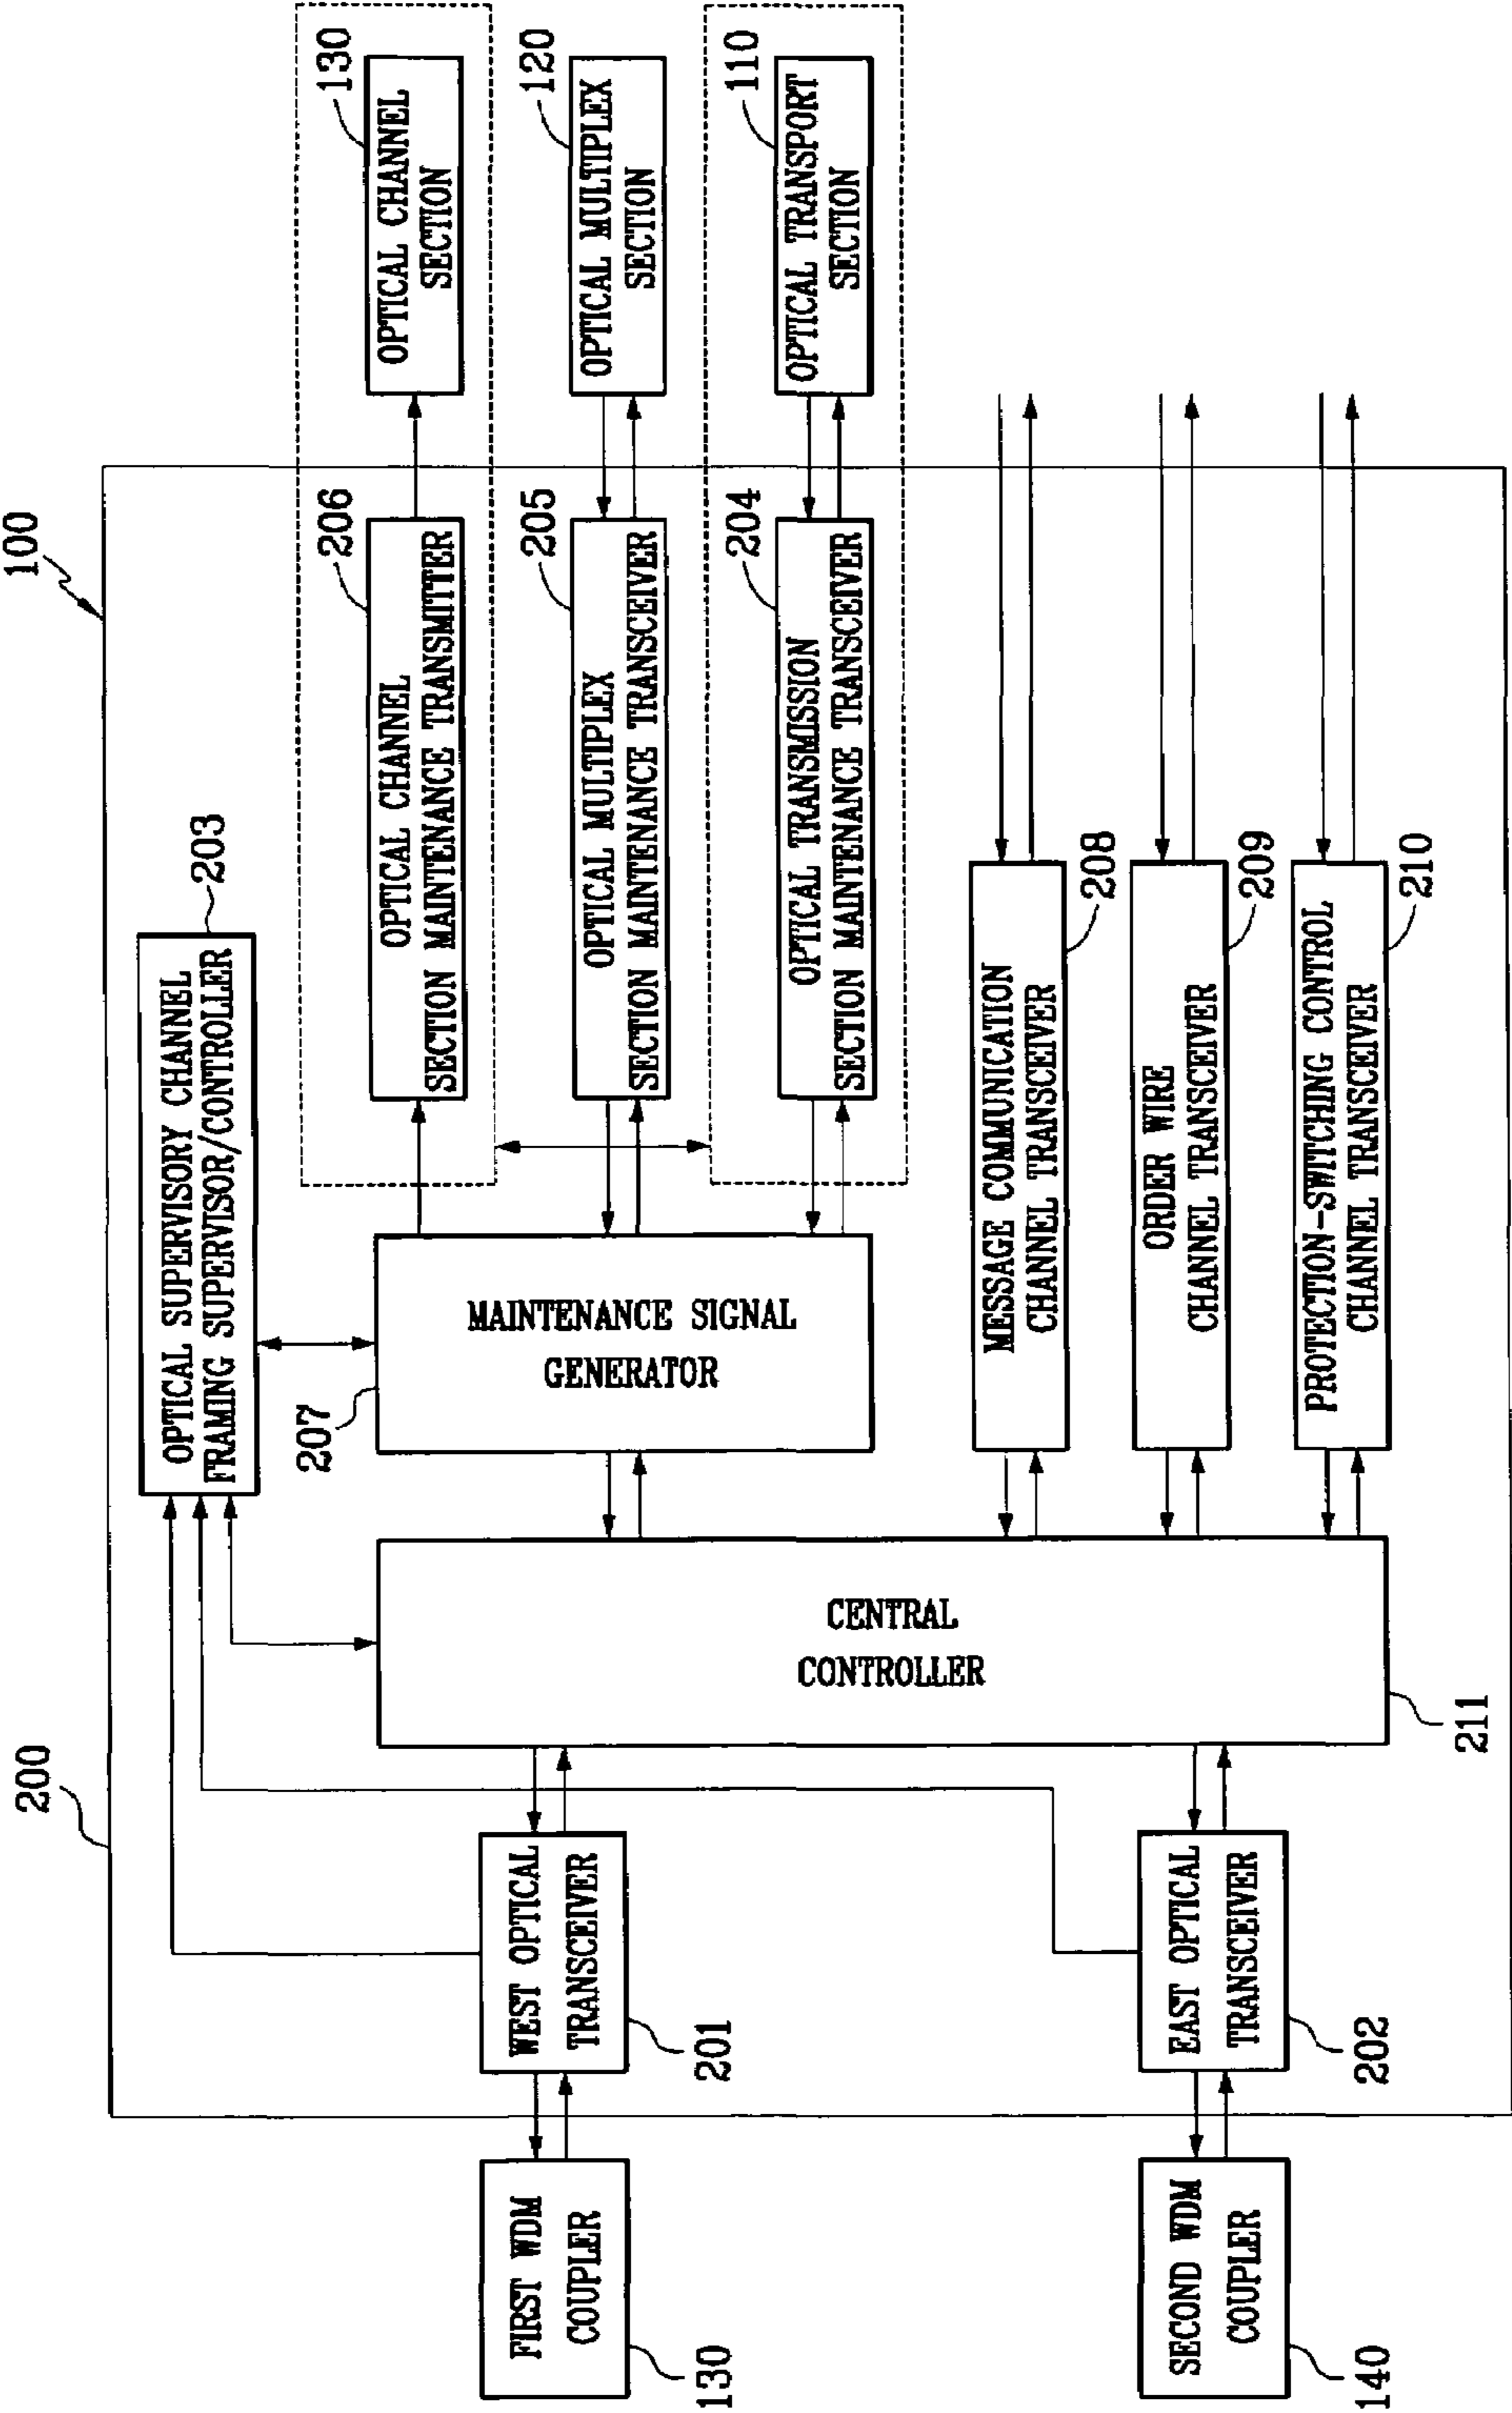 100
200
OPTICAL SUPERVISORY CHANNEL
FRAMING SUPERVISOR/CONTROLLER
203
FIRST WDM
COUPLER
130
WEST OPTICAL
TRANSCEIVER
201
SECOND WDM
COUPLER
140
EAST OPTICAL
TRANSCEIVER
202
CENTRAL
CONTROLLER
211
MAINTENANCE SIGNAL
GENERATOR
207
OPTICAL CHANNEL
SECTION MAINTENANCE TRANSMITTER
206
OPTICAL CHANNEL
SECTION
130
OPTICAL MULTIPLEX
SECTION MAINTENANCE TRANSCEIVER
205
OPTICAL MULTIPLEX
SECTION
120
OPTICAL TRANSMISSION
SECTION MAINTENANCE TRANSCEIVER
204
OPTICAL TRANSPORT
SECTION
110
MESSAGE COMMUNICATION
CHANNEL TRANSCEIVER
208
ORDER WIRE
CHANNEL TRANSCEIVER
209
PROTECTION-SWITCHING CONTROL
CHANNEL TRANSCEIVER
210